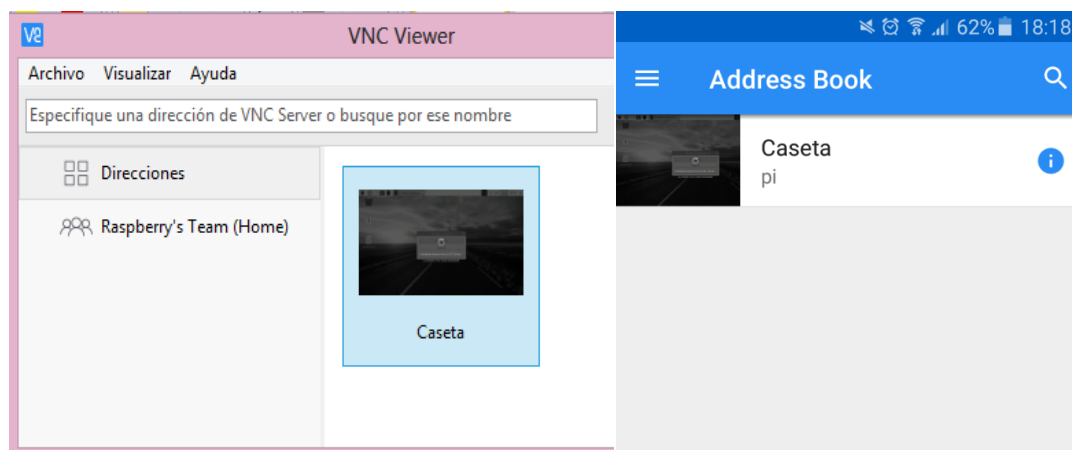 VNC Viewer
Archivo Visualizar Ayuda
Especifique una dirección de VNC Server o busque por ese nombre
Direcciones
Raspberry's Team (Home)
Caseta
62% 18:18
Address Book
Caseta
pi